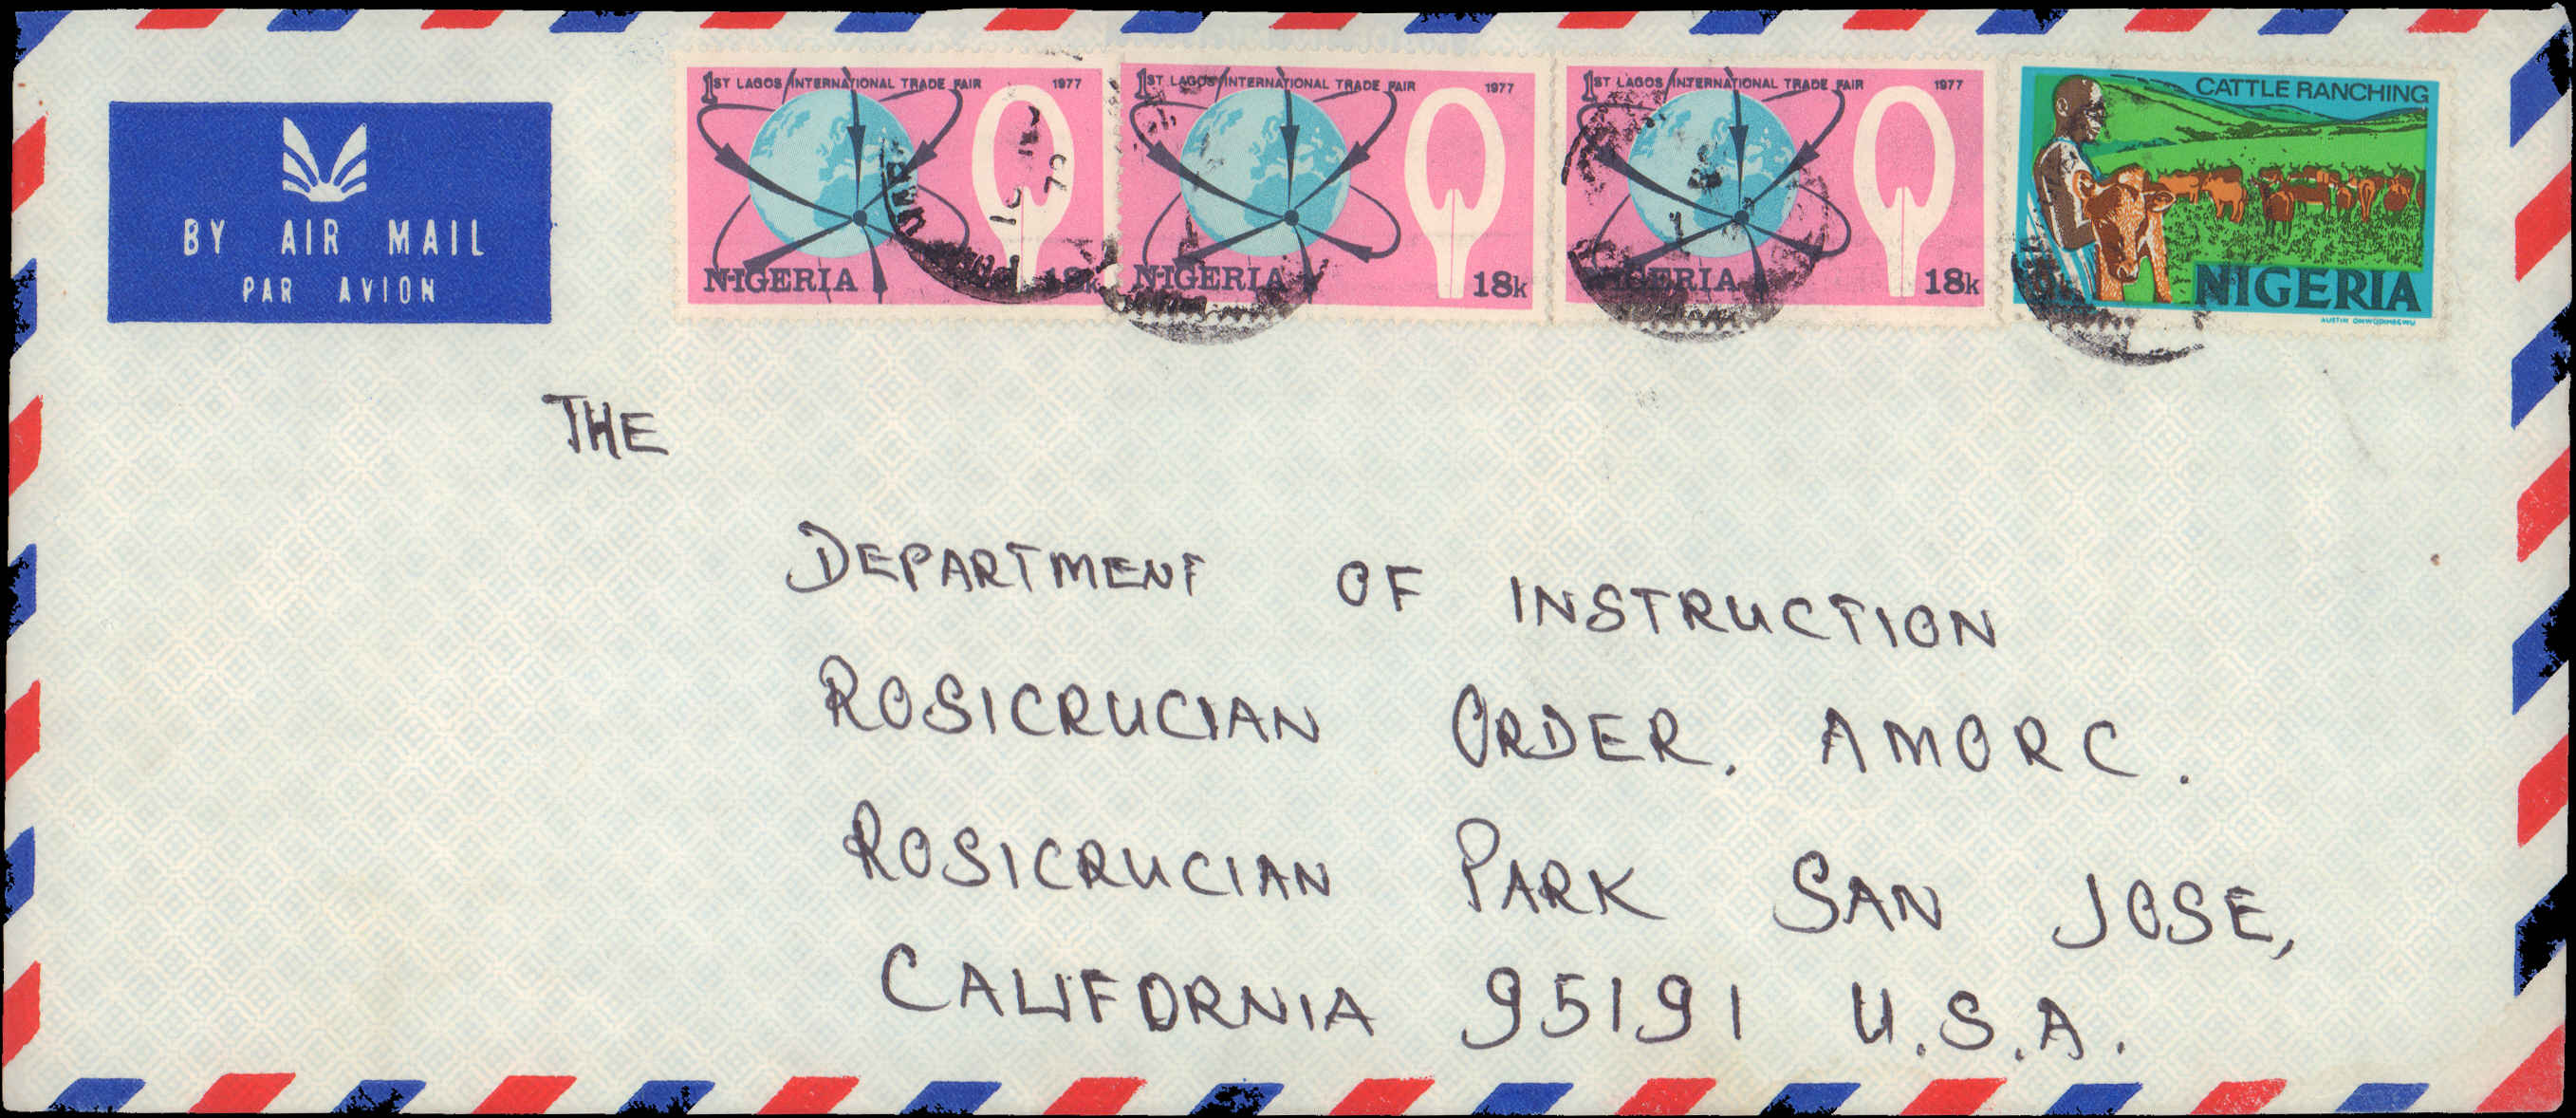 BY AIR MAIL
PAR AVION
1ST LAGOS INTERNATIONAL TRADE FAIR 1977
NIGERIA 18k
1ST LAGOS INTERNATIONAL TRADE FAIR 1977
NIGERIA 18k
1ST LAGOS INTERNATIONAL TRADE FAIR 1977
NIGERIA 18k
CATTLE RANCHING
NIGERIA
THE
DEPARTMENT OF INSTRUCTION
ROSICRUCIAN ORDER. AMORC.
ROSICRUCIAN PARK SAN JOSE,
CALIFORNIA 95191 U.S.A.